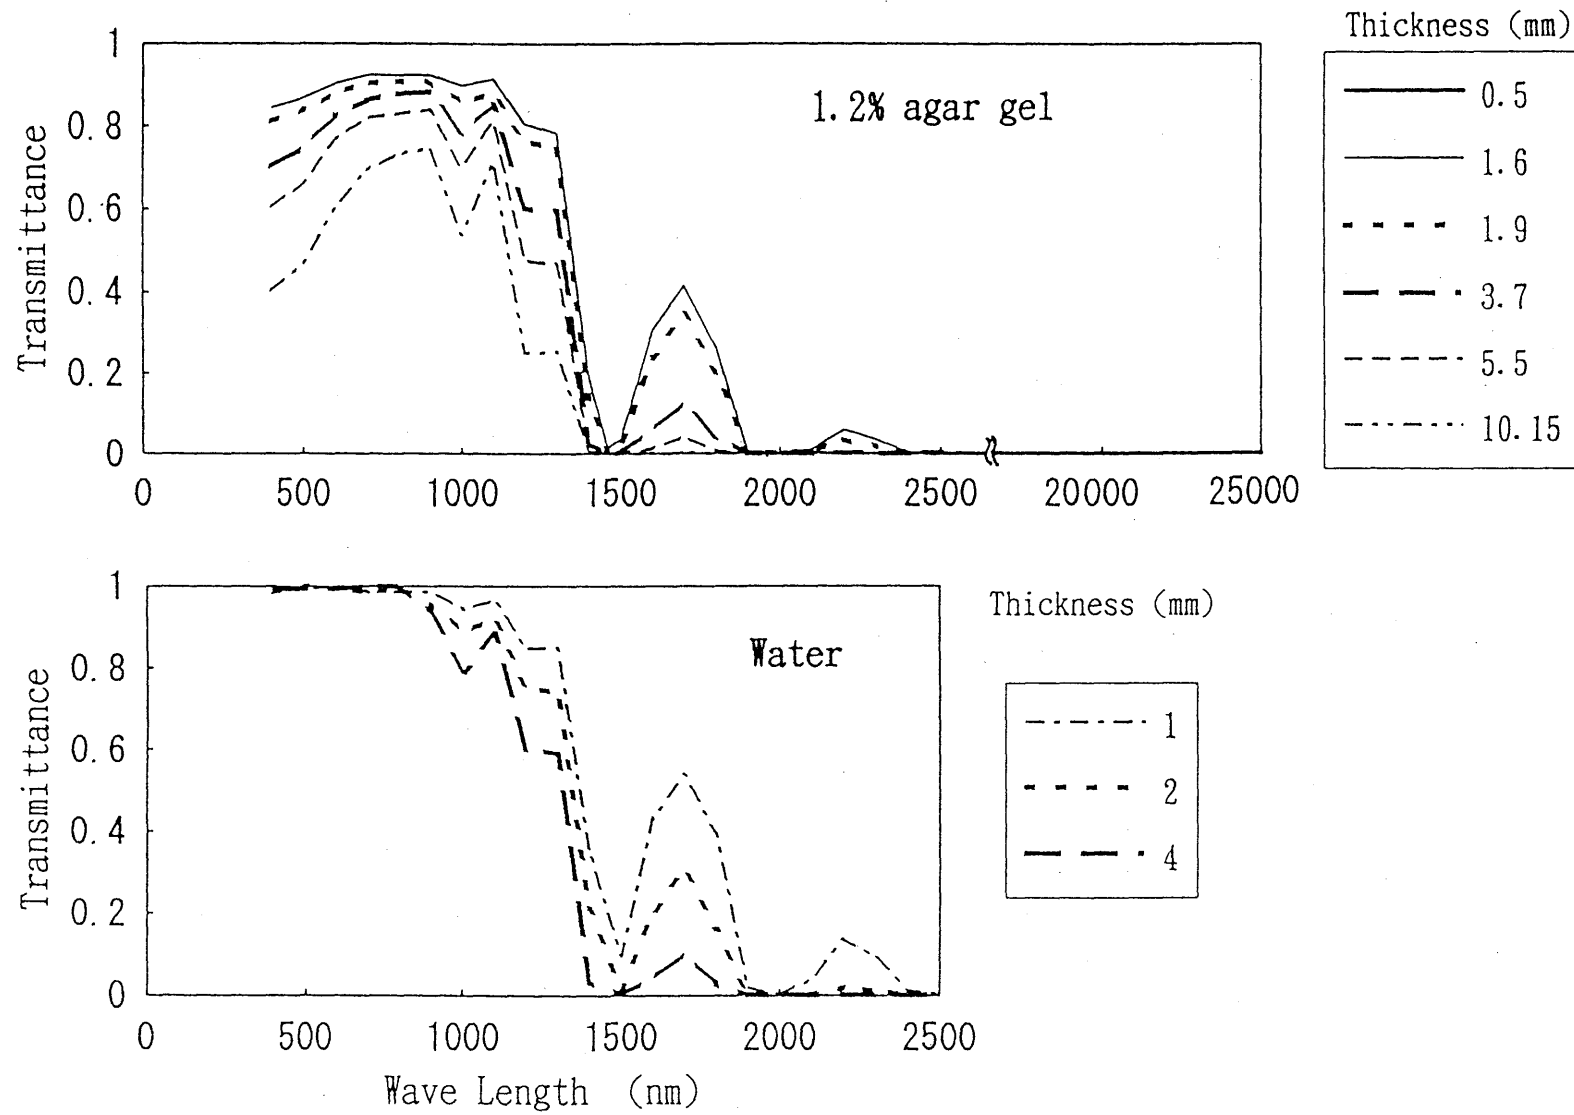 Thickness (mm)
1
0.8
0.6
0.4
0.2
0
Transmittance
1.2% agar gel
0.5
1.6
1.9
3.7
5.5
10.15
0 500 1000 1500 2000 2500 20000 25000
1
0.8
0.6
0.4
0.2
0
Transmittance
Water
Thickness (mm)
1
2
4
0 500 1000 1500 2000 2500
Wave Length (nm)